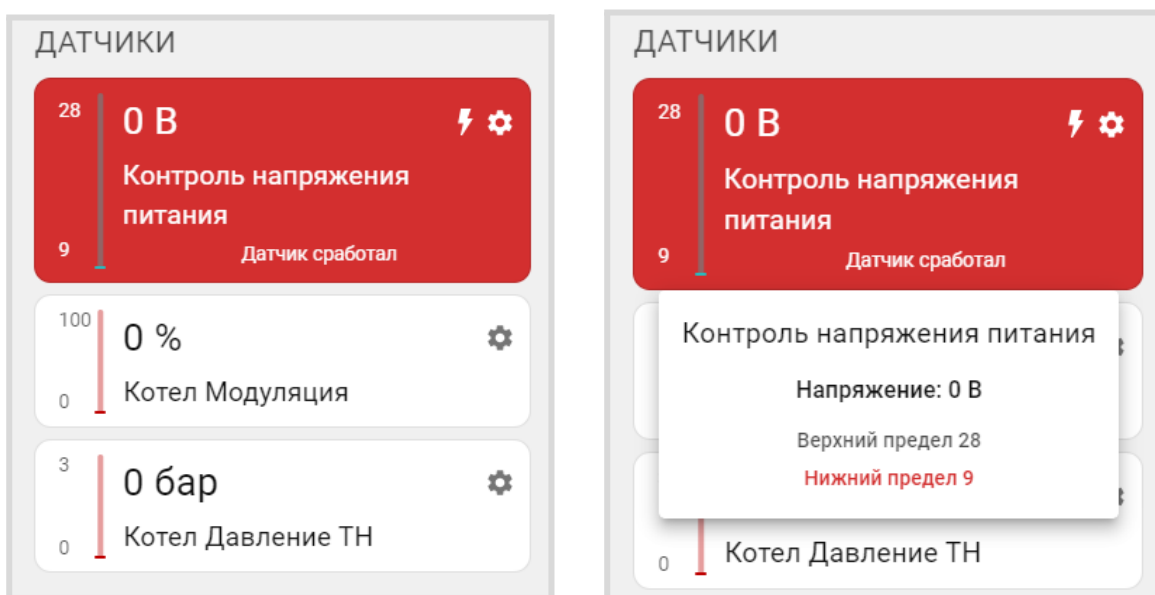 ДАТЧИКИ
28
0 В
Контроль напряжения
питания
9
Датчик сработал
100
0 %
0
Котел Модуляция
3
0 бар
0
Котел Давление ТН
ДАТЧИКИ
28
0 В
Контроль напряжения
питания
9
Датчик сработал
Контроль напряжения питания
Напряжение: 0 В
Верхний предел 28
Нижний предел 9
0
Котел Давление ТН